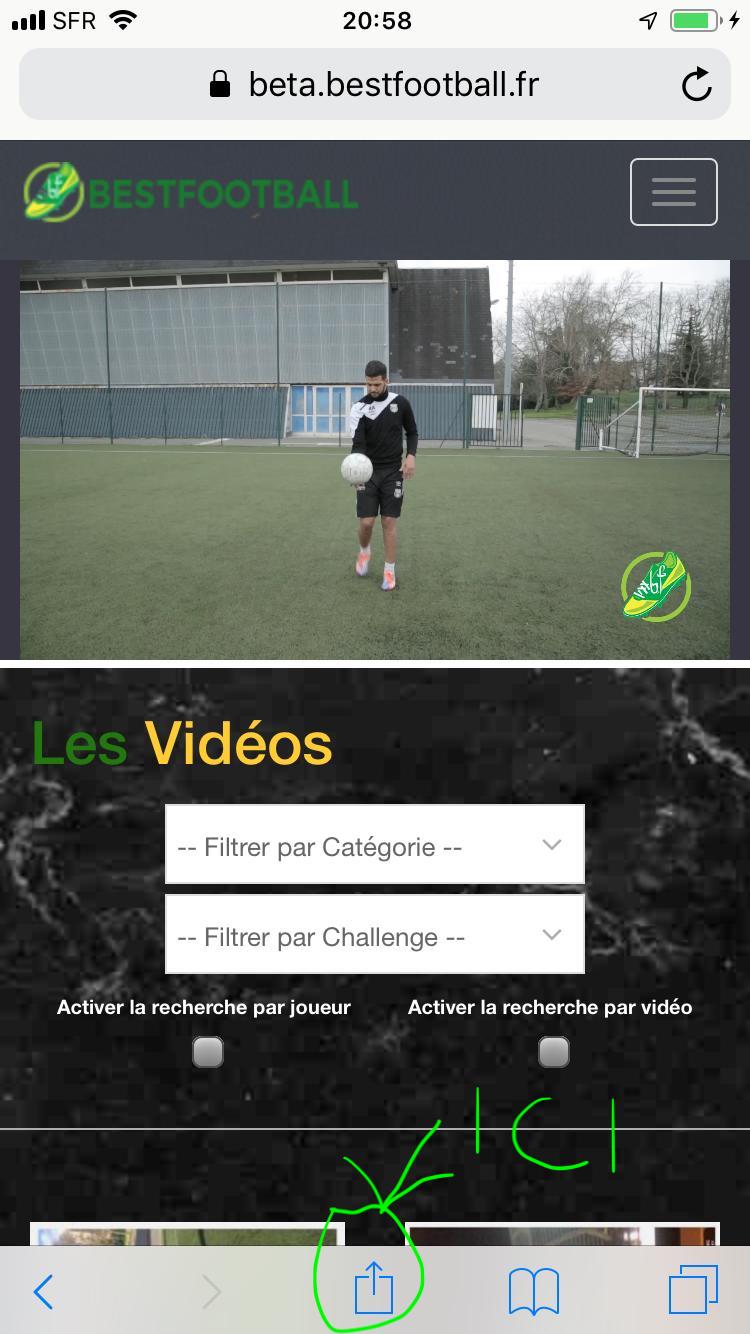 SFR 20:58
beta.bestfootball.fr
BESTFOOTBALL
Les Vidéos
-- Filtrer par Catégorie --
-- Filtrer par Challenge --
Activer la recherche par joueur Activer la recherche par vidéo
ICI